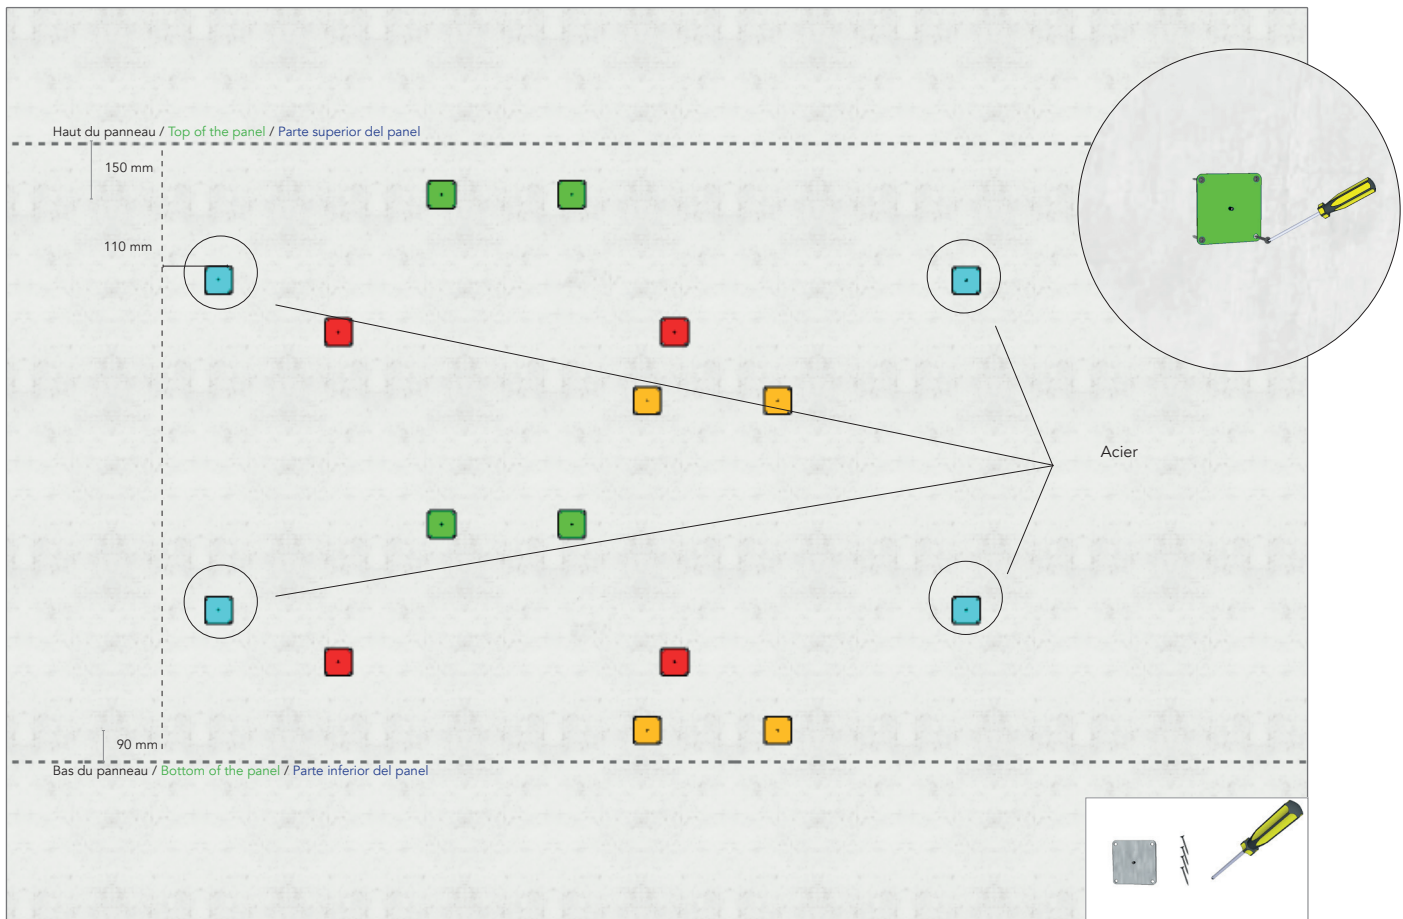 Haut du panneau / Top of the panel / Parte superior del panel
150 mm
110 mm
Acier
90 mm
Bas du panneau / Bottom of the panel / Parte inferior del panel